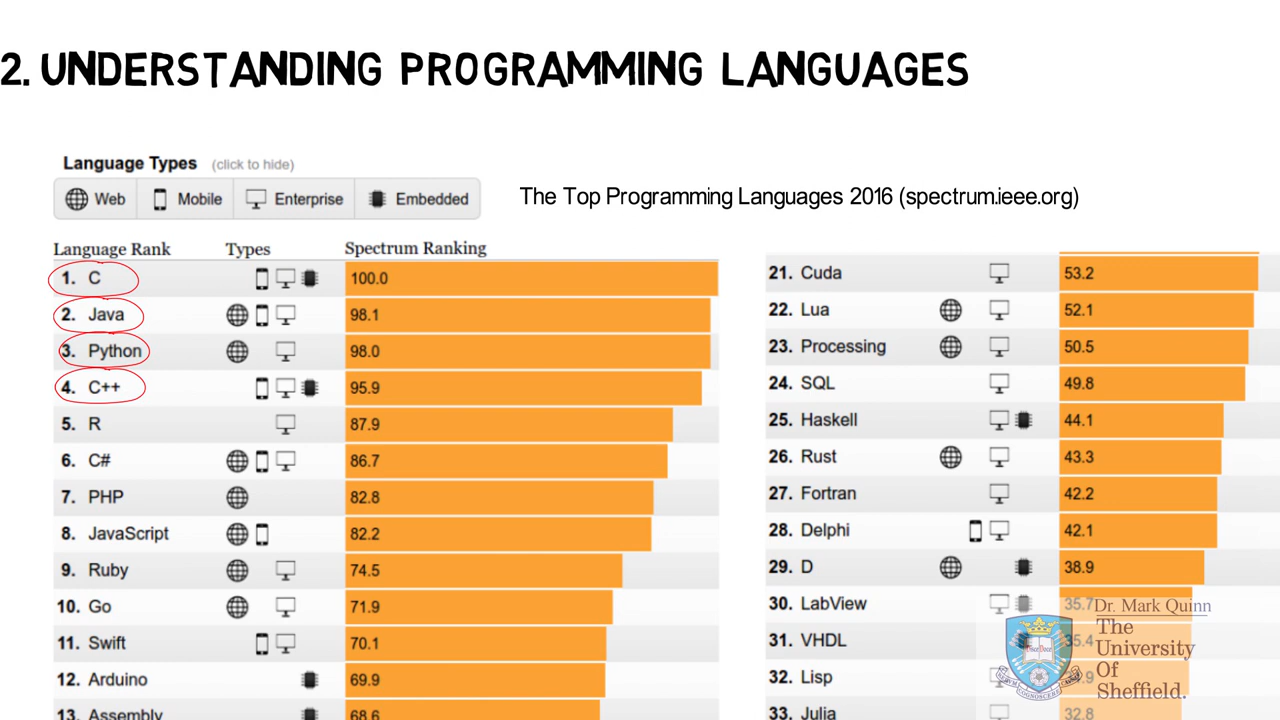 2. UNDERSTANDING PROGRAMMING LANGUAGES
Language Types (click to hide)
Web Mobile Enterprise Embedded
The Top Programming Languages 2016 (spectrum.ieee.org)
Language Rank Types Spectrum Ranking
1. C 100.0
2. Java 98.1
3. Python 98.0
4. C++ 95.9
5. R 87.9
6. C# 86.7
7. PHP 82.8
8. JavaScript 82.2
9. Ruby 74.5
10. Go 71.9
11. Swift 70.1
12. Arduino 69.9
13. Assembly 68.6
21. Cuda 53.2
22. Lua 52.1
23. Processing 50.5
24. SQL 49.8
25. Haskell 44.1
26. Rust 43.3
27. Fortran 42.2
28. Delphi 42.1
29. D 38.9
30. LabView 35.7
31. VHDL 35.4
32. Lisp
33. Julia 32.8
Dr. Mark Quinn
The
University
Of
Sheffield.